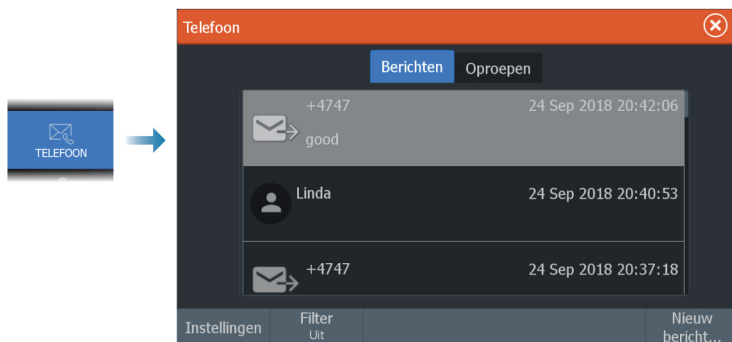 TELEFOON
Telefoon
Berichten Oproepen
+4747 24 Sep 2018 20:42:06
good
Linda 24 Sep 2018 20:40:53
+4747 24 Sep 2018 20:37:18
Instellingen
Filter
Uit
Nieuw
bericht...